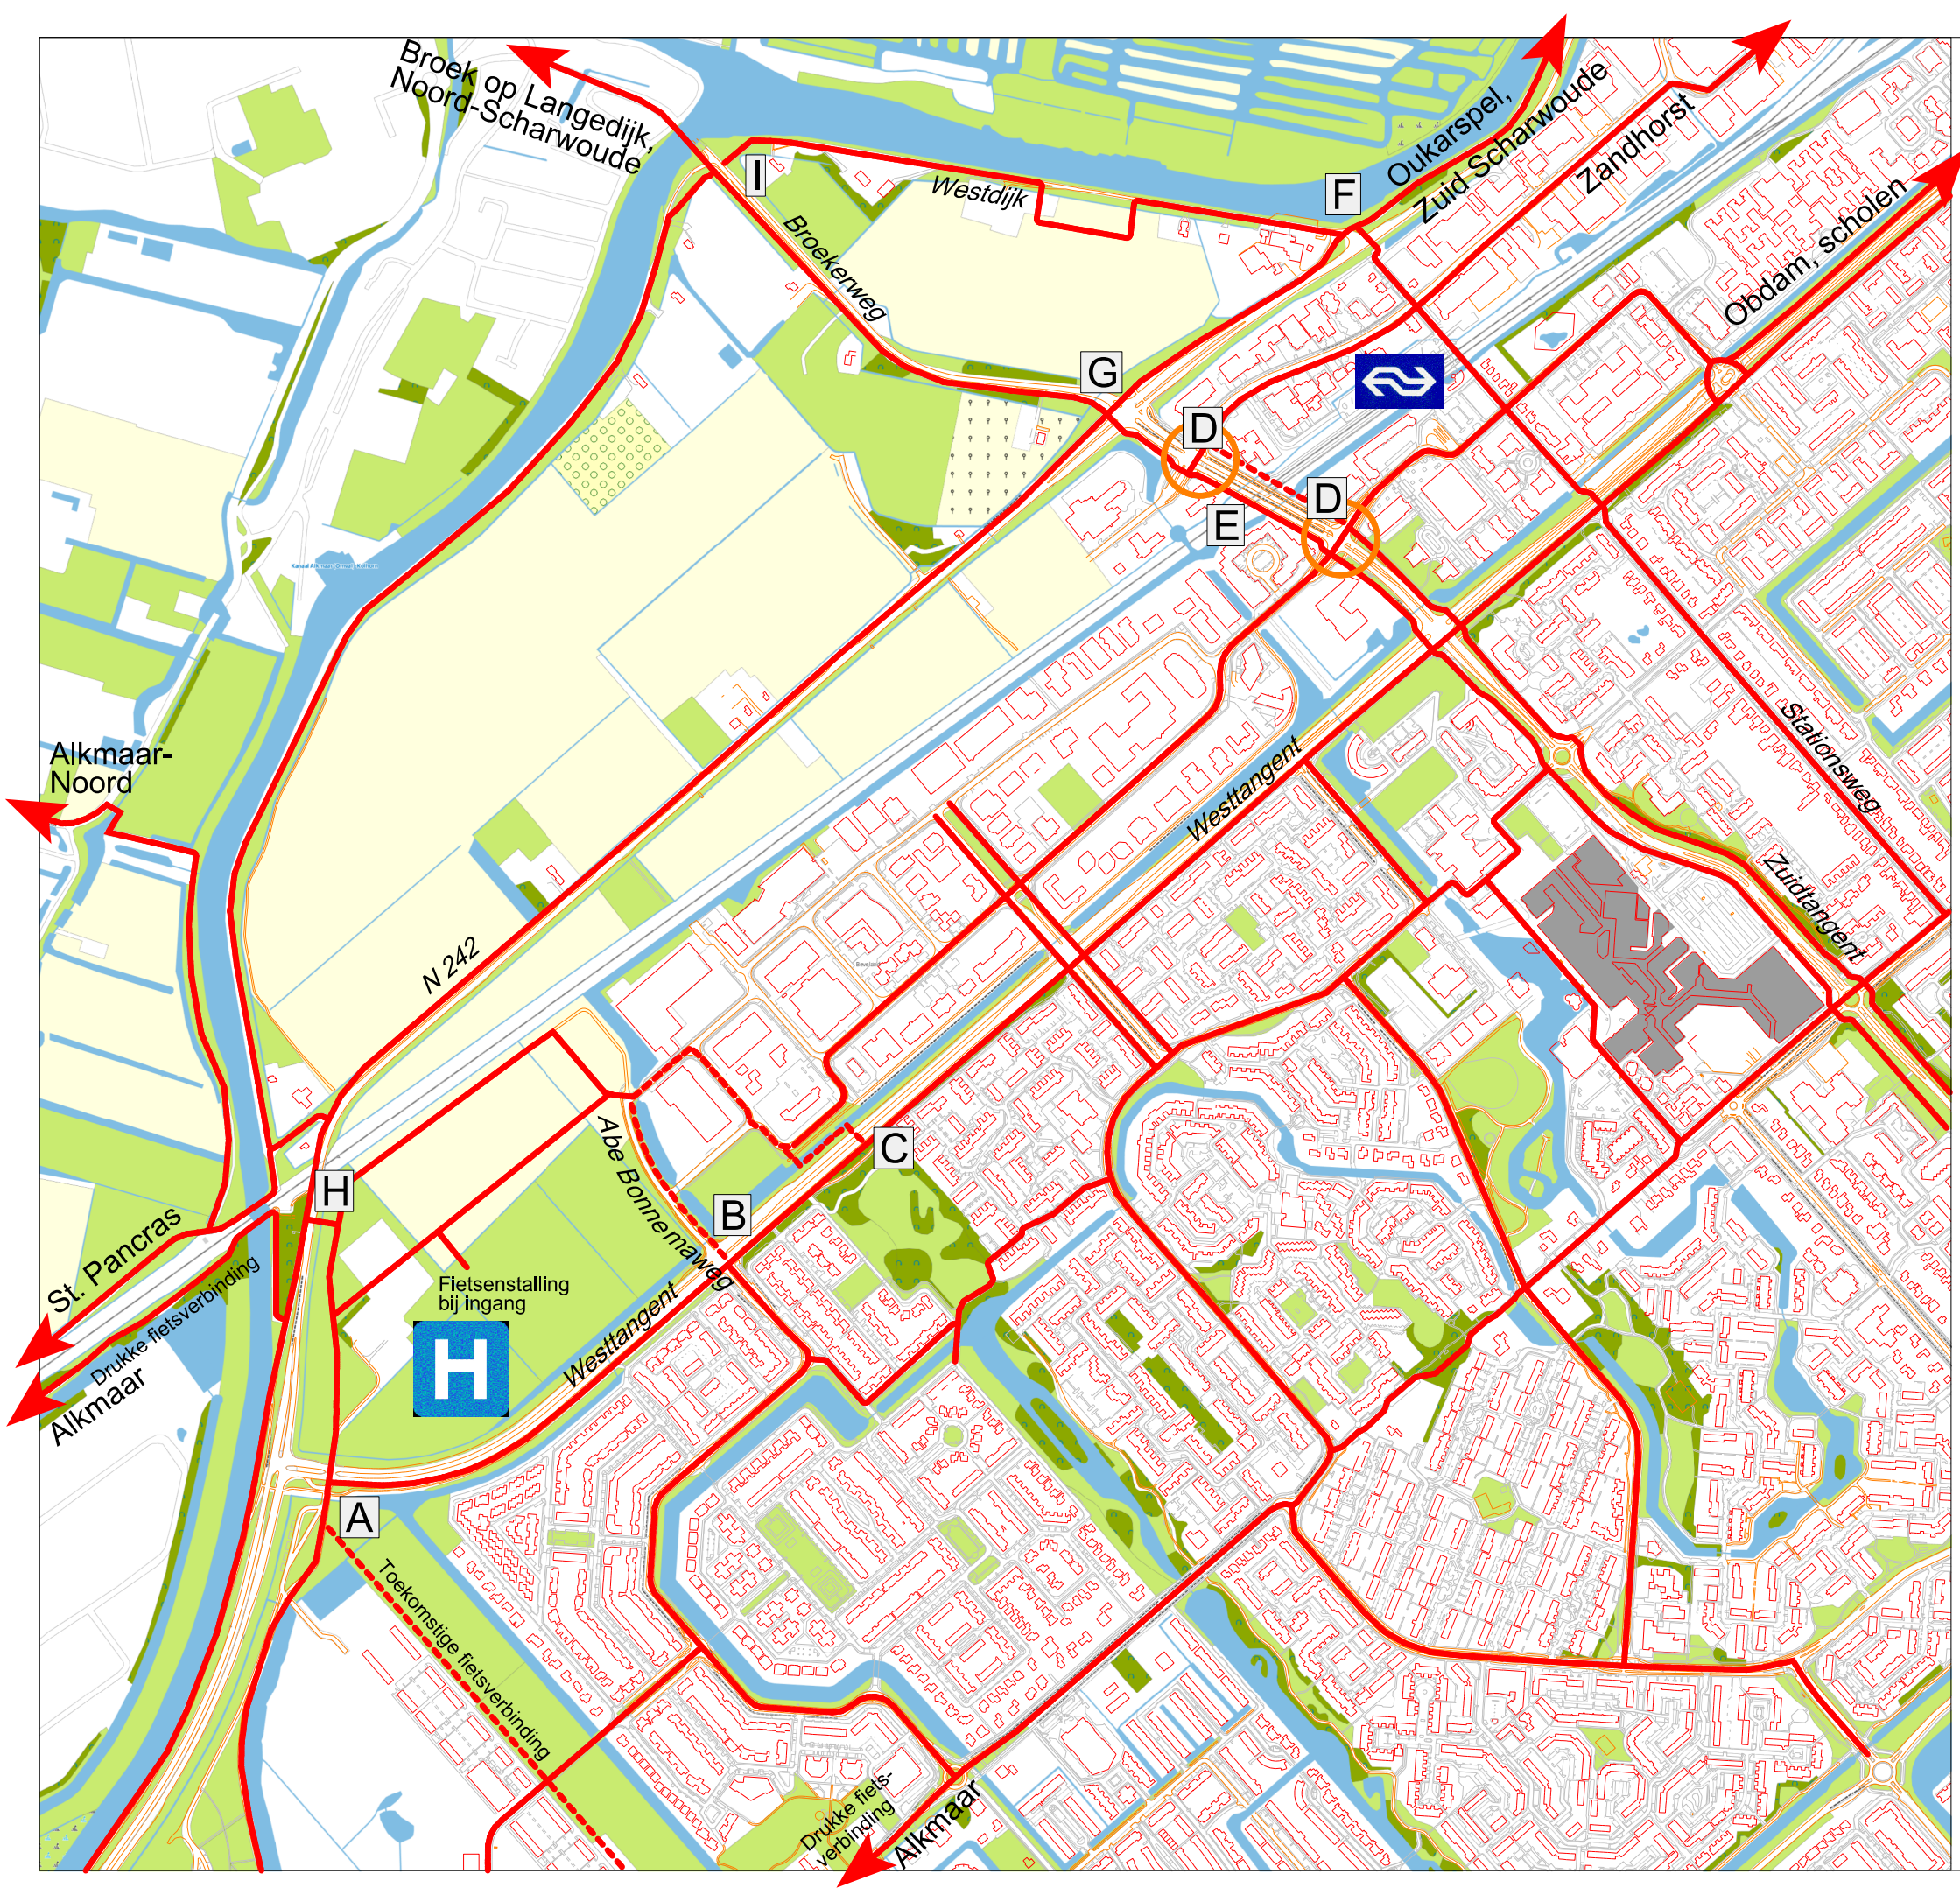 Broek op Langedijk,
Noord-Scharwoude
I
Westdijk
F
Oukarspel,
Zuid Scharwoude
Zandhorst
Obdam, scholen
Broekerweg
G
D
D
E
Alkmaar-
Noord
Stationsweg
Westtangent
Zuidtangent
N 242
Abe Bonnemaweg
C
B
H
St. Pancras
Drukke fietsverbinding
Alkmaar
Fietsenstalling
bij ingang
H
Westtangent
A
Toekomstige fietsverbinding
Drukke fiets-
verbinding
Alkmaar